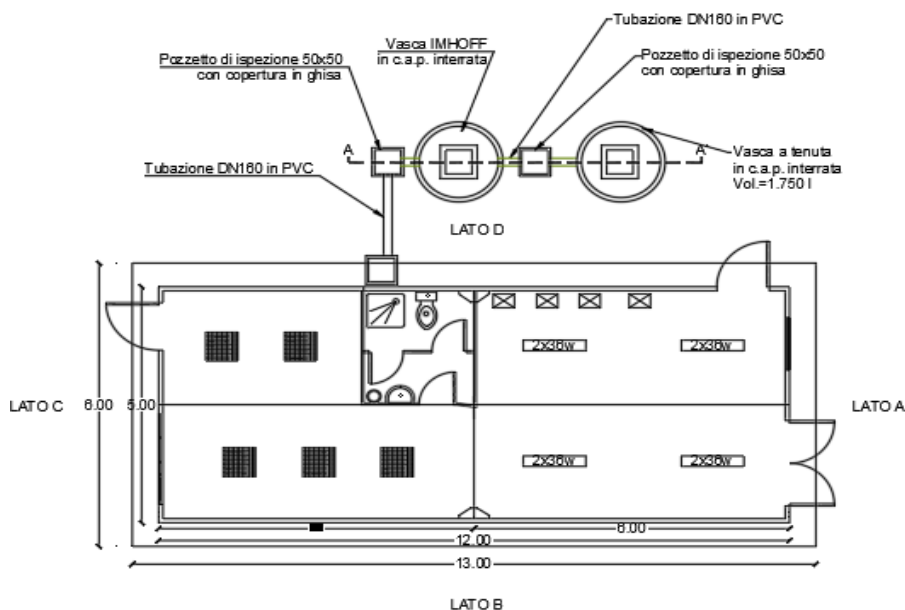 Tubazione DN160 in PVC
Vasca IMHOFF
in c.a.p. interrata
Pozzetto di ispezione 50x50
con copertura in ghisa
Pozzetto di ispezione 50x50
con copertura in ghisa
A
A'
Vasca a tenuta
in c.a.p. interrata
Vol.=1.750 l
Tubazione DN160 in PVC
LATO D
2x36w
2x36w
LATO C
6.00
5.00
LATO A
2x36w
2x36w
6.00
12.00
13.00
LATO B